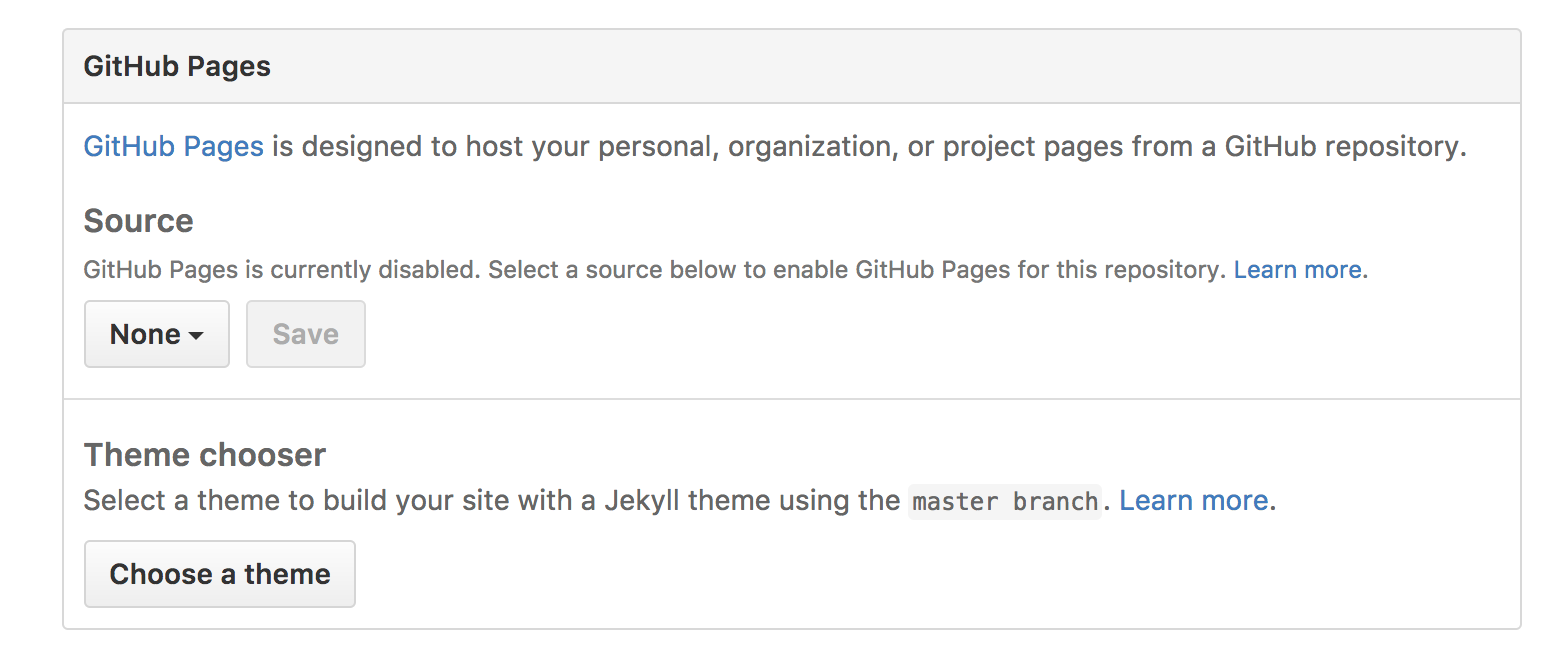 GitHub Pages
GitHub Pages is designed to host your personal, organization, or project pages from a GitHub repository.
Source
GitHub Pages is currently disabled. Select a source below to enable GitHub Pages for this repository. Learn more.
None Save
Theme chooser
Select a theme to build your site with a Jekyll theme using the master branch. Learn more.
Choose a theme